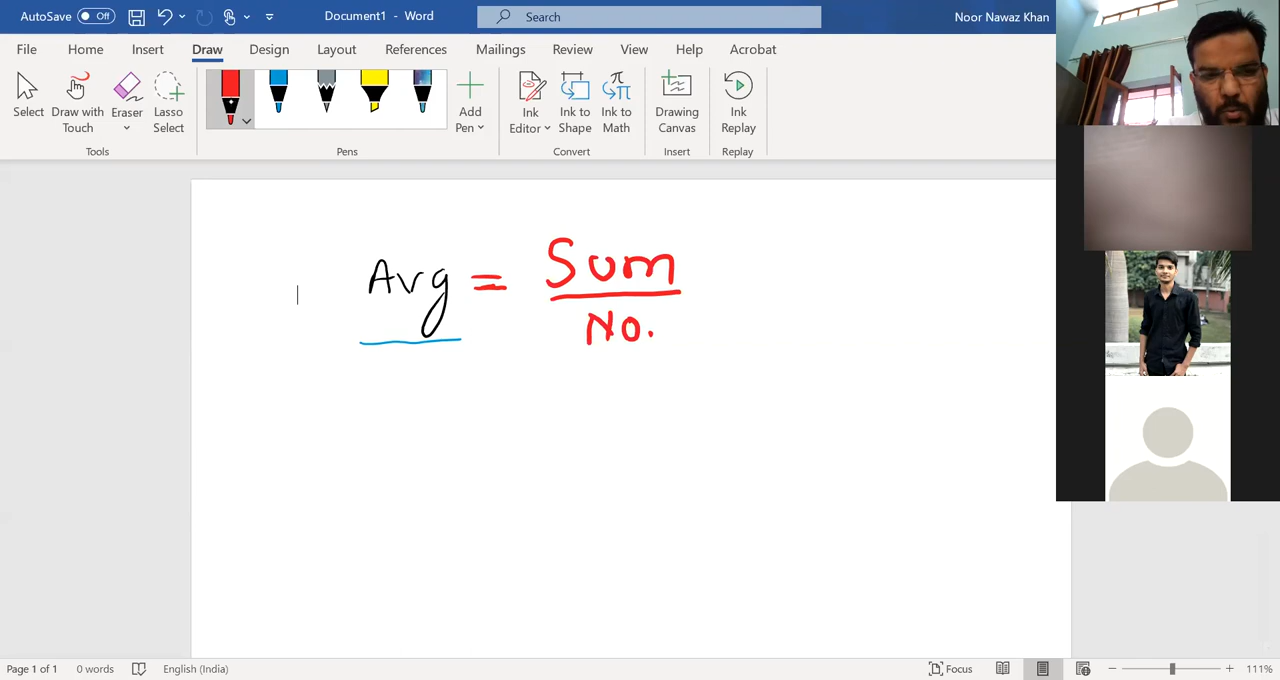 AutoSave Off Document1 - Word Search Noor Nawaz Khan
File Home Insert Draw Design Layout References Mailings Review View Help Acrobat
Select Draw with Touch Eraser Lasso Select Add Pen Ink Editor Ink to Shape Ink to Math Drawing Canvas Ink Replay
Tools Pens Convert Insert Replay
Avg = Sum
No.
Page 1 of 1 0 words English (India) Focus 111%